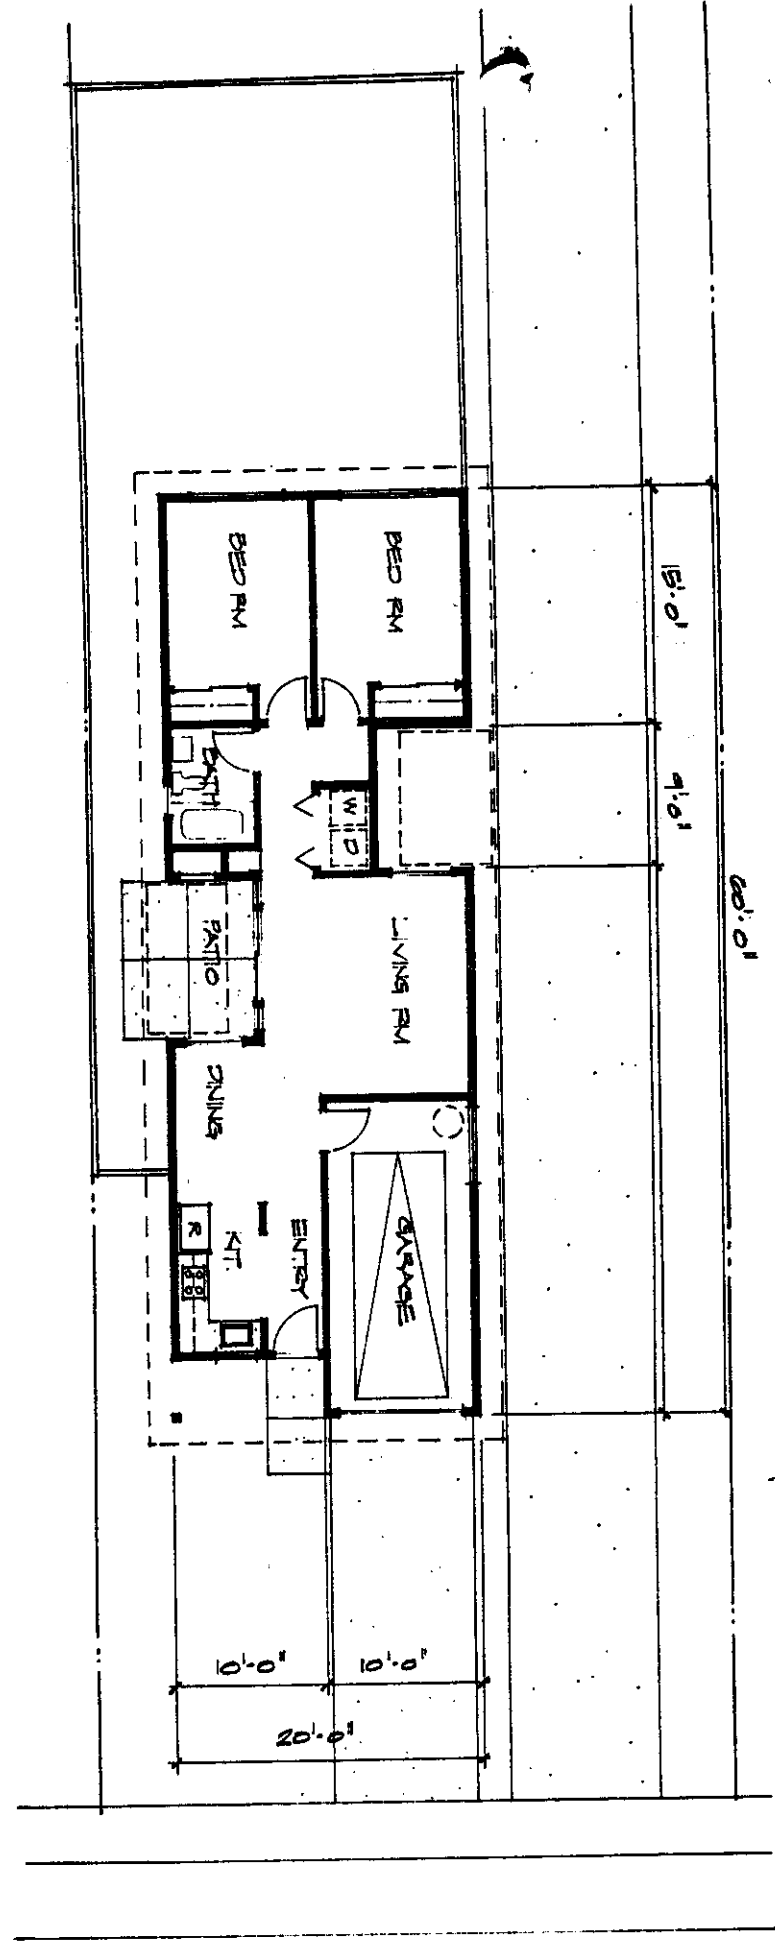 BED RM
BED RM
15'-0"
BATH
W D
9'-0"
60'-0"
PATIO
LIVING RM
DINING
R
KIT.
ENTRY
GARAGE
10'-0"
10'-0"
20'-0"